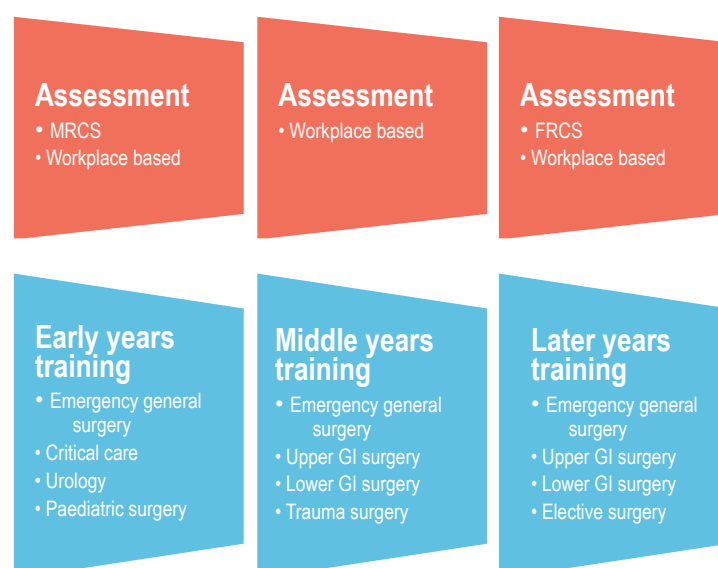 Assessment
• MRCS
• Workplace based
Assessment
• Workplace based
Assessment
• FRCS
• Workplace based
Early years
training
• Emergency general
surgery
• Critical care
• Urology
• Paediatric surgery
Middle years
training
• Emergency general
surgery
• Upper GI surgery
• Lower GI surgery
• Trauma surgery
Later years
training
• Emergency general
surgery
• Upper GI surgery
• Lower GI surgery
• Elective surgery